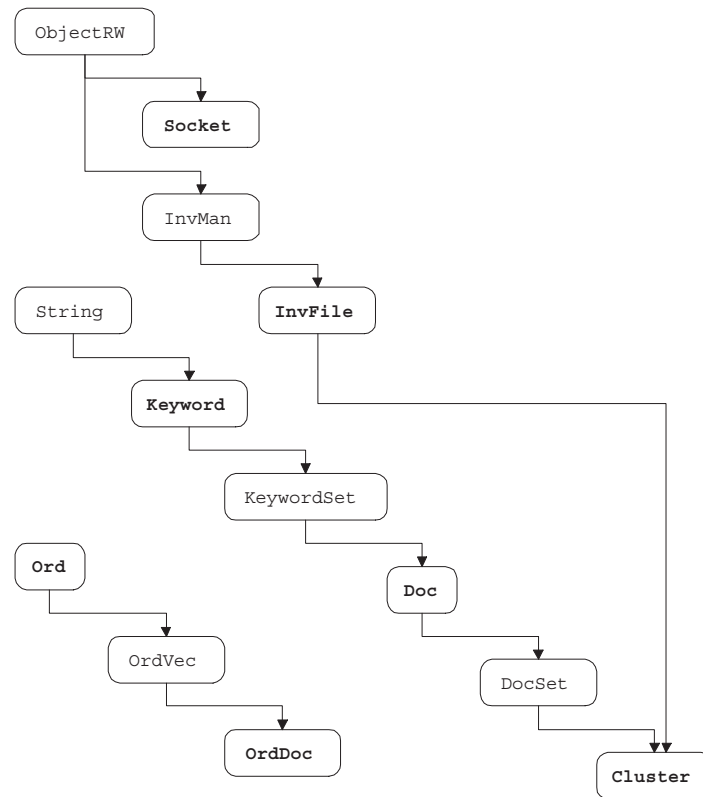 ObjectRW
Socket
InvMan
String
InvFile
Keyword
KeywordSet
Ord
Doc
OrdVec
DocSet
OrdDoc
Cluster